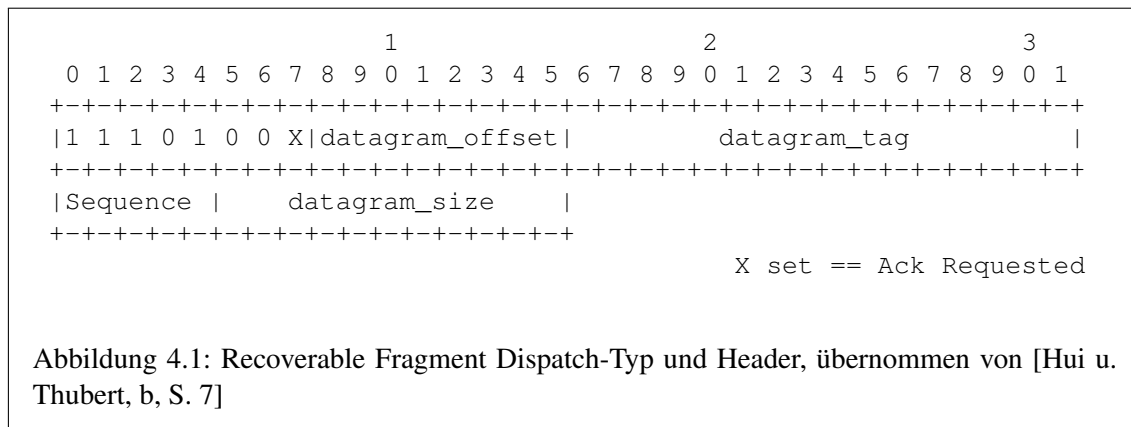 1                   2                   3
 0 1 2 3 4 5 6 7 8 9 0 1 2 3 4 5 6 7 8 9 0 1 2 3 4 5 6 7 8 9 0 1
+-+-+-+-+-+-+-+-+-+-+-+-+-+-+-+-+-+-+-+-+-+-+-+-+-+-+-+-+-+-+-+-+
|1 1 1 0 1 0 0 X|datagram_offset|         datagram_tag          |
+-+-+-+-+-+-+-+-+-+-+-+-+-+-+-+-+-+-+-+-+-+-+-+-+-+-+-+-+-+-+-+-+
|Sequence |    datagram_size    |
+-+-+-+-+-+-+-+-+-+-+-+-+-+-+-+-+
                                           X set == Ack Requested
Abbildung 4.1: Recoverable Fragment Dispatch-Typ und Header, übernommen von [Hui u.
Thubert, b, S. 7]